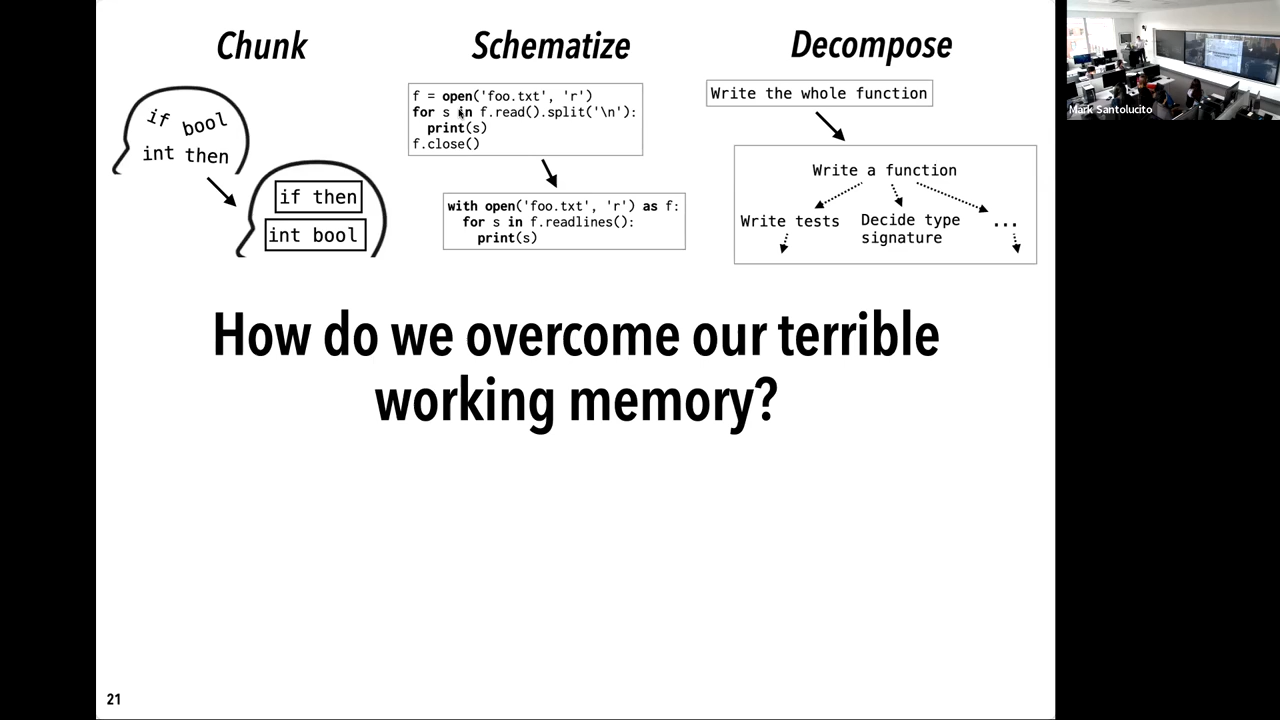 Chunk
Schematize
Decompose
if bool
int then
if then
int bool
f = open('foo.txt', 'r')
for s in f.read().split('\n'):
print(s)
f.close()
with open('foo.txt', 'r') as f:
for s in f.readlines():
print(s)
Write the whole function
Write a function
Write tests
Decide type
signature
...
How do we overcome our terrible
working memory?
21
Mark Santolucito